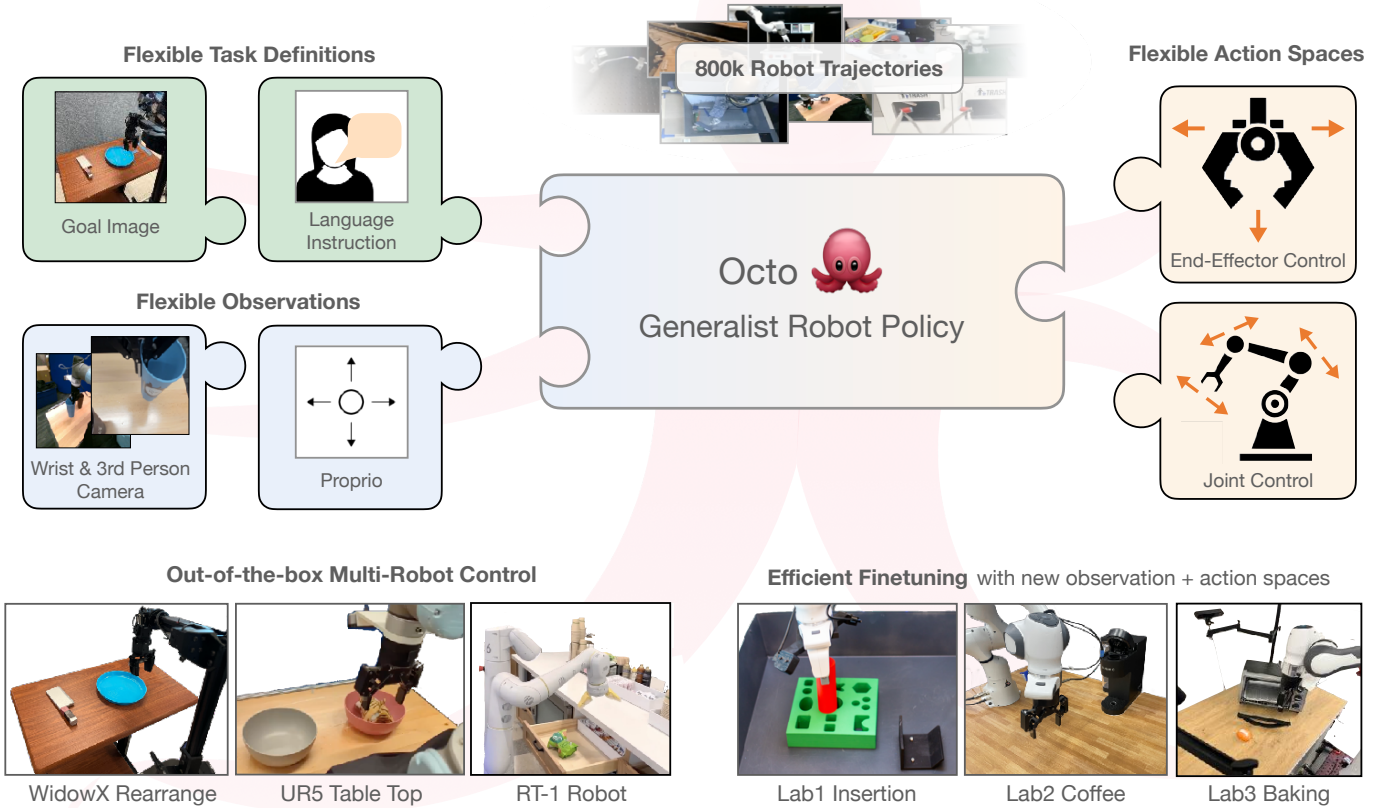 Flexible Task Definitions
Goal Image
Language
Instruction
Flexible Observations
Wrist & 3rd Person
Camera
Proprio
800k Robot Trajectories
Octo
Generalist Robot Policy
Flexible Action Spaces
End-Effector Control
Joint Control
Out-of-the-box Multi-Robot Control
WidowX Rearrange
UR5 Table Top
RT-1 Robot
Efficient Finetuning with new observation + action spaces
Lab1 Insertion
Lab2 Coffee
Lab3 Baking